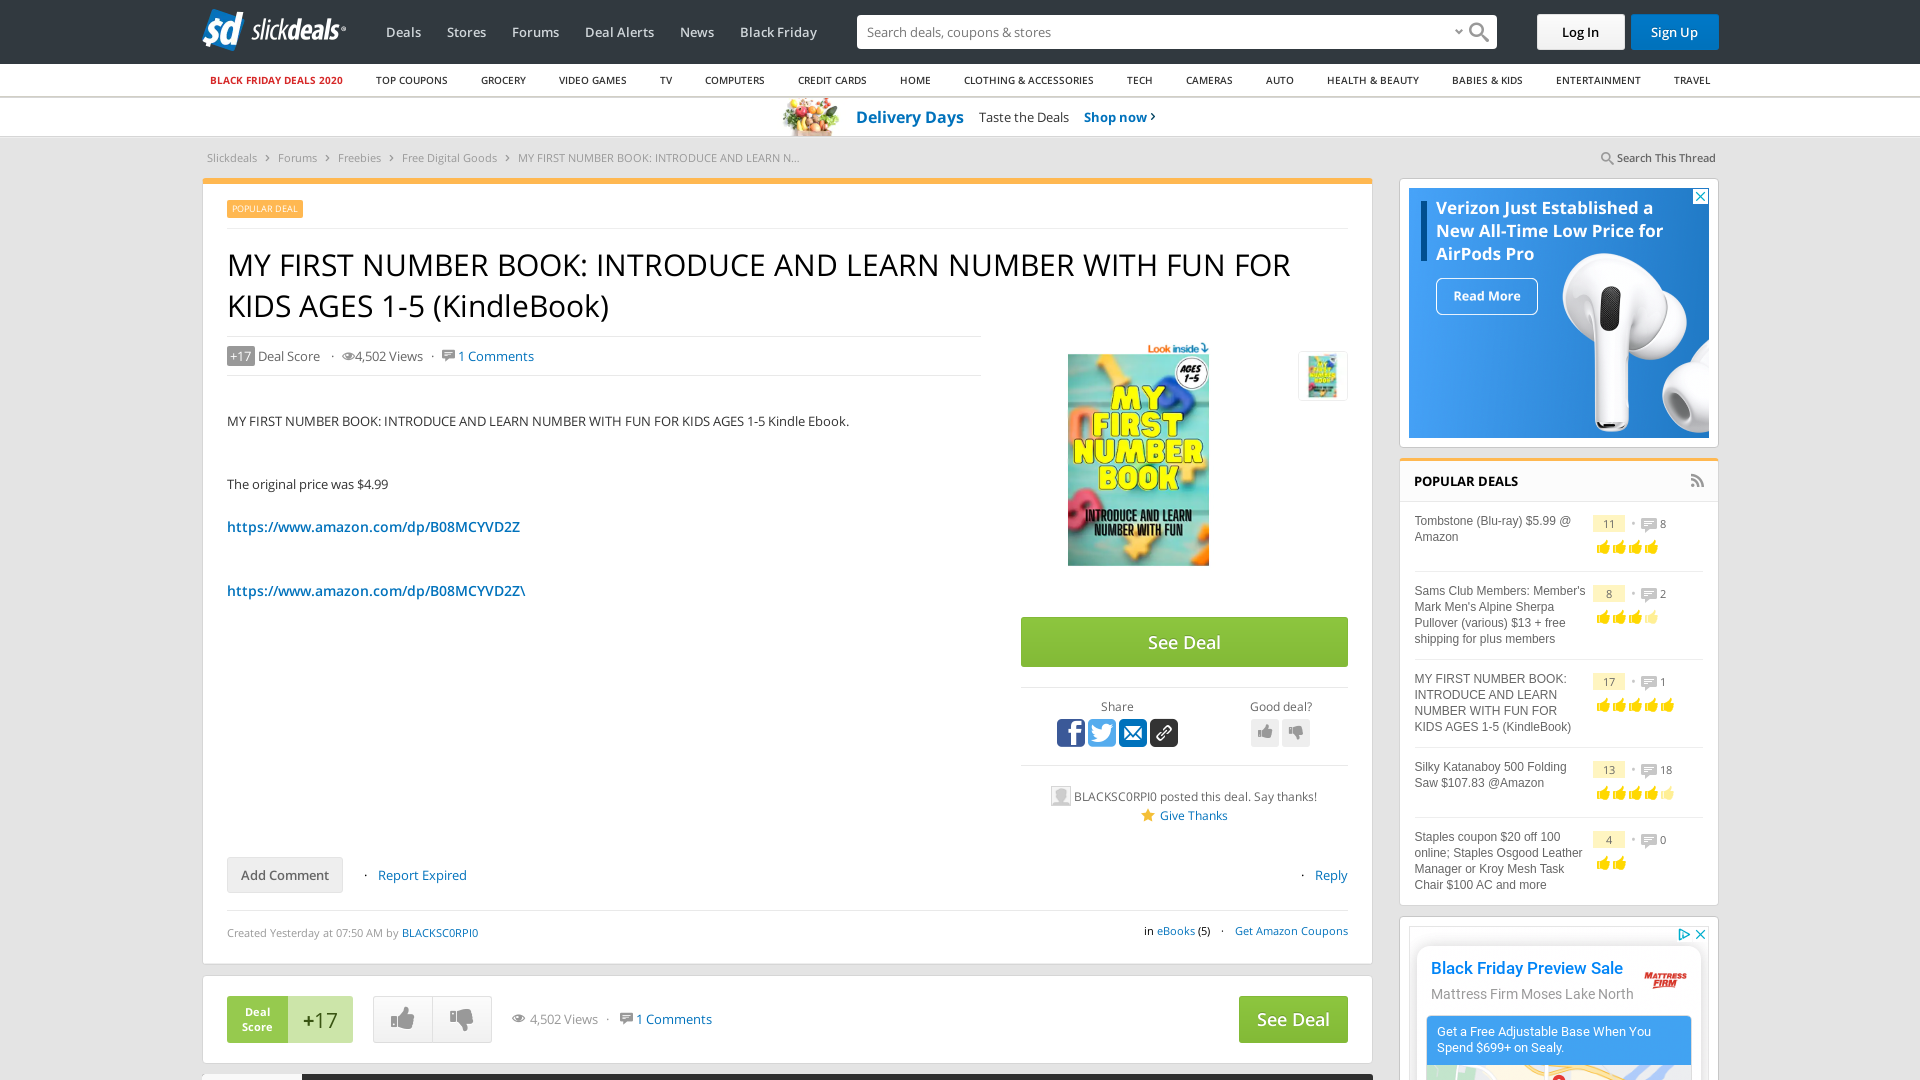 slickdeals
Deals
Stores
Forums
Deal Alerts
News
Black Friday
Search deals, coupons & stores
Log In
Sign Up
BLACK FRIDAY DEALS 2020
TOP COUPONS
GROCERY
VIDEO GAMES
TV
COMPUTERS
CREDIT CARDS
HOME
CLOTHING & ACCESSORIES
TECH
CAMERAS
AUTO
HEALTH & BEAUTY
BABIES & KIDS
ENTERTAINMENT
TRAVEL
Delivery Days Taste the Deals Shop now ›
Slickdeals › Forums › Freebies › Free Digital Goods › MY FIRST NUMBER BOOK: INTRODUCE AND LEARN N...
Search This Thread
POPULAR DEAL
MY FIRST NUMBER BOOK: INTRODUCE AND LEARN NUMBER WITH FUN FOR
KIDS AGES 1-5 (KindleBook)
+17 Deal Score · 4,502 Views · 1 Comments
MY FIRST NUMBER BOOK: INTRODUCE AND LEARN NUMBER WITH FUN FOR KIDS AGES 1-5 Kindle Ebook.
The original price was $4.99
https://www.amazon.com/dp/B08MCYVD2Z
https://www.amazon.com/dp/B08MCYVD2Z\
Look inside
AGES
1-5
MY
FIRST
NUMBER
BOOK
INTRODUCE AND LEARN
NUMBER WITH FUN
See Deal
Share
Good deal?
BLACKSC0RPI0 posted this deal. Say thanks!
Give Thanks
Add Comment · Report Expired
· Reply
Created Yesterday at 07:50 AM by BLACKSC0RPI0
in eBooks (5) · Get Amazon Coupons
Deal
Score
+17
4,502 Views · 1 Comments
See Deal
Verizon Just Established a
New All-Time Low Price for
AirPods Pro
Read More
POPULAR DEALS
Tombstone (Blu-ray) $5.99 @
Amazon
11 • 8
Sams Club Members: Member's
Mark Men's Alpine Sherpa
Pullover (various) $13 + free
shipping for plus members
8 • 2
MY FIRST NUMBER BOOK:
INTRODUCE AND LEARN
NUMBER WITH FUN FOR
KIDS AGES 1-5 (KindleBook)
17 • 1
Silky Katanaboy 500 Folding
Saw $107.83 @Amazon
13 • 18
Staples coupon $20 off 100
online; Staples Osgood Leather
Manager or Kroy Mesh Task
Chair $100 AC and more
4 • 0
Black Friday Preview Sale
Mattress Firm Moses Lake North
MATTRESS
FIRM
Get a Free Adjustable Base When You
Spend $699+ on Sealy.